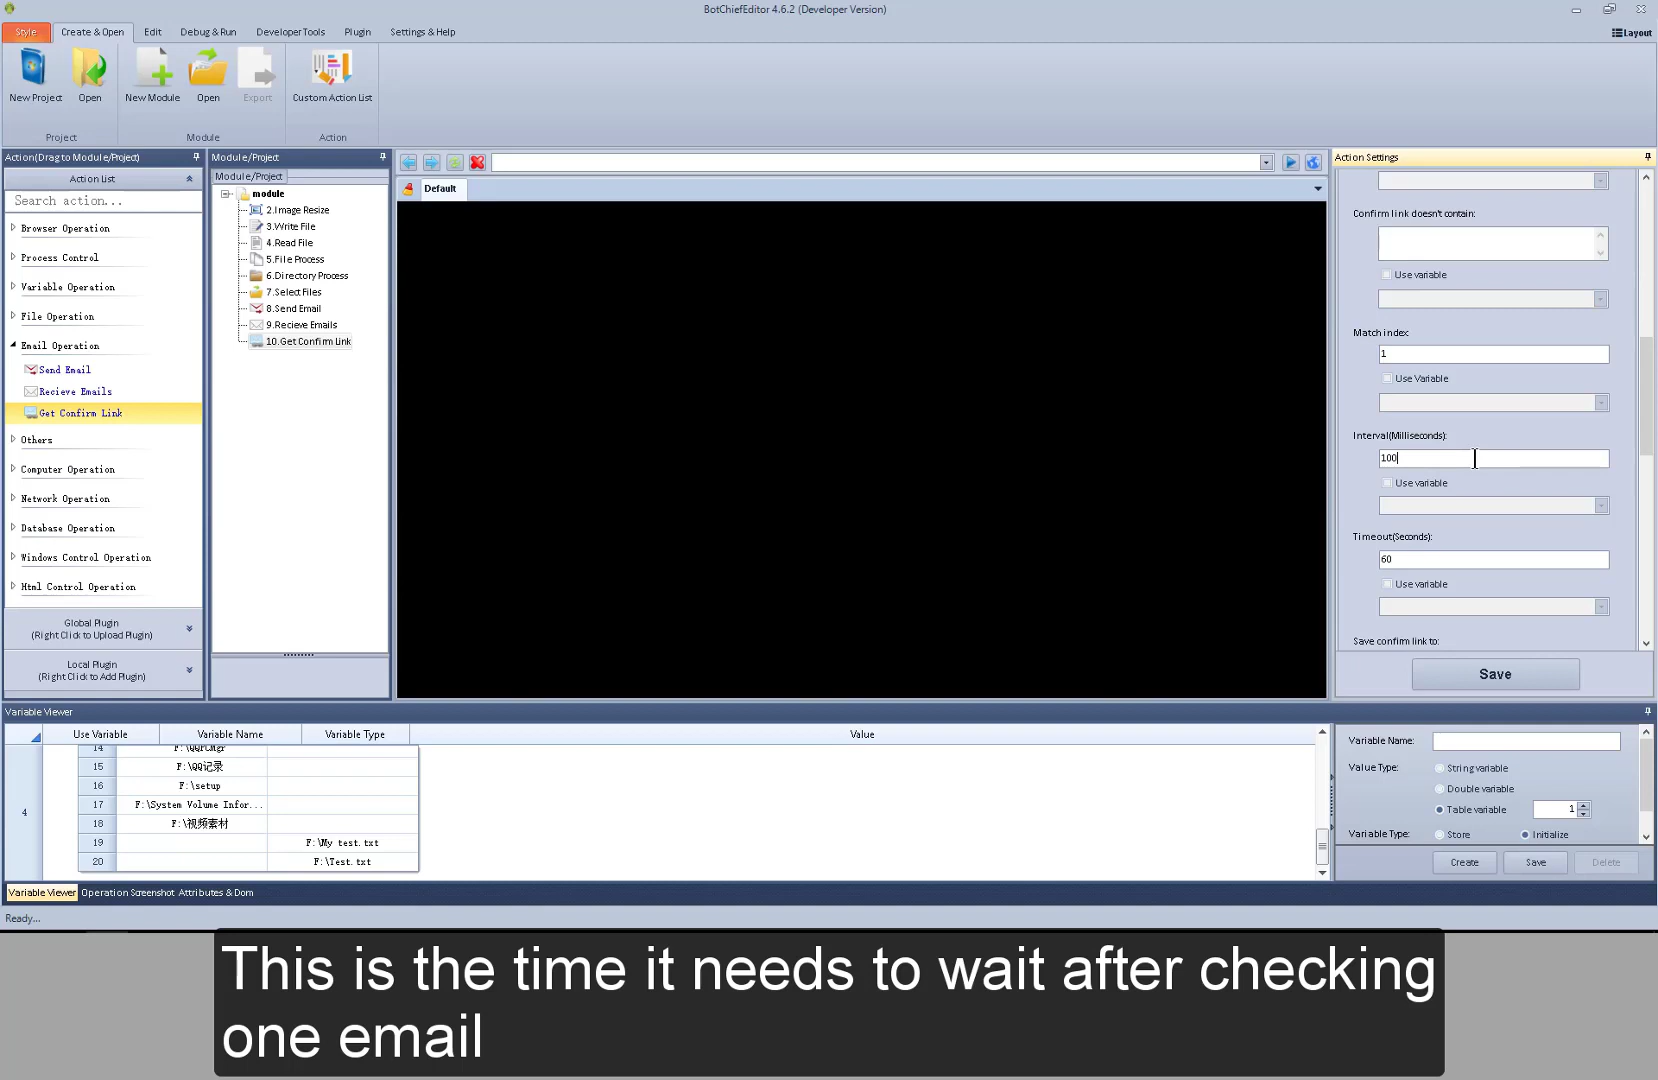 BotChiefEditor 4.6.2 (Developer Version)
Style
Create & Open
Edit
Debug & Run
Developer Tools
Plugin
Settings & Help
Layout
New Project
Open
New Module
Open
Export
Custom Action List
Project
Module
Action
Action(Drag to Module/Project)
Action List
Search action...
Browser Operation
Process Control
Variable Operation
File Operation
Email Operation
Send Email
Recieve Emails
Get Confirm Link
Others
Computer Operation
Network Operation
Database Operation
Windows Control Operation
Html Control Operation
Global Plugin
(Right Click to Upload Plugin)
Local Plugin
(Right Click to Add Plugin)
Module/Project
Module/Project
module
2.Image Resize
3.Write File
4.Read File
5.File Process
6.Directory Process
7.Select Files
8.Send Email
9.Recieve Emails
10.Get Confirm Link
Default
Action Settings
Confirm link doesn't contain:
Use variable
Match index:
1
Use Variable
Interval(Milliseconds):
100
Use variable
Timeout(Seconds):
60
Use variable
Save confirm link to:
Save
Variable Viewer
Use Variable
Variable Name
Variable Type
Value
4
14
15 F:\QQ记录
16 F:\setup
17 F:\System Volume Infor...
18 F:\视频素材
19 F:\My test.txt
20 F:\Test.txt
Variable Name:
Value Type:
String variable
Double variable
Table variable
1
Variable Type:
Store
Initialize
Create
Save
Delete
Variable Viewer
Operation Screenshot
Attributes & Dom
Ready...
This is the time it needs to wait after checking
one email